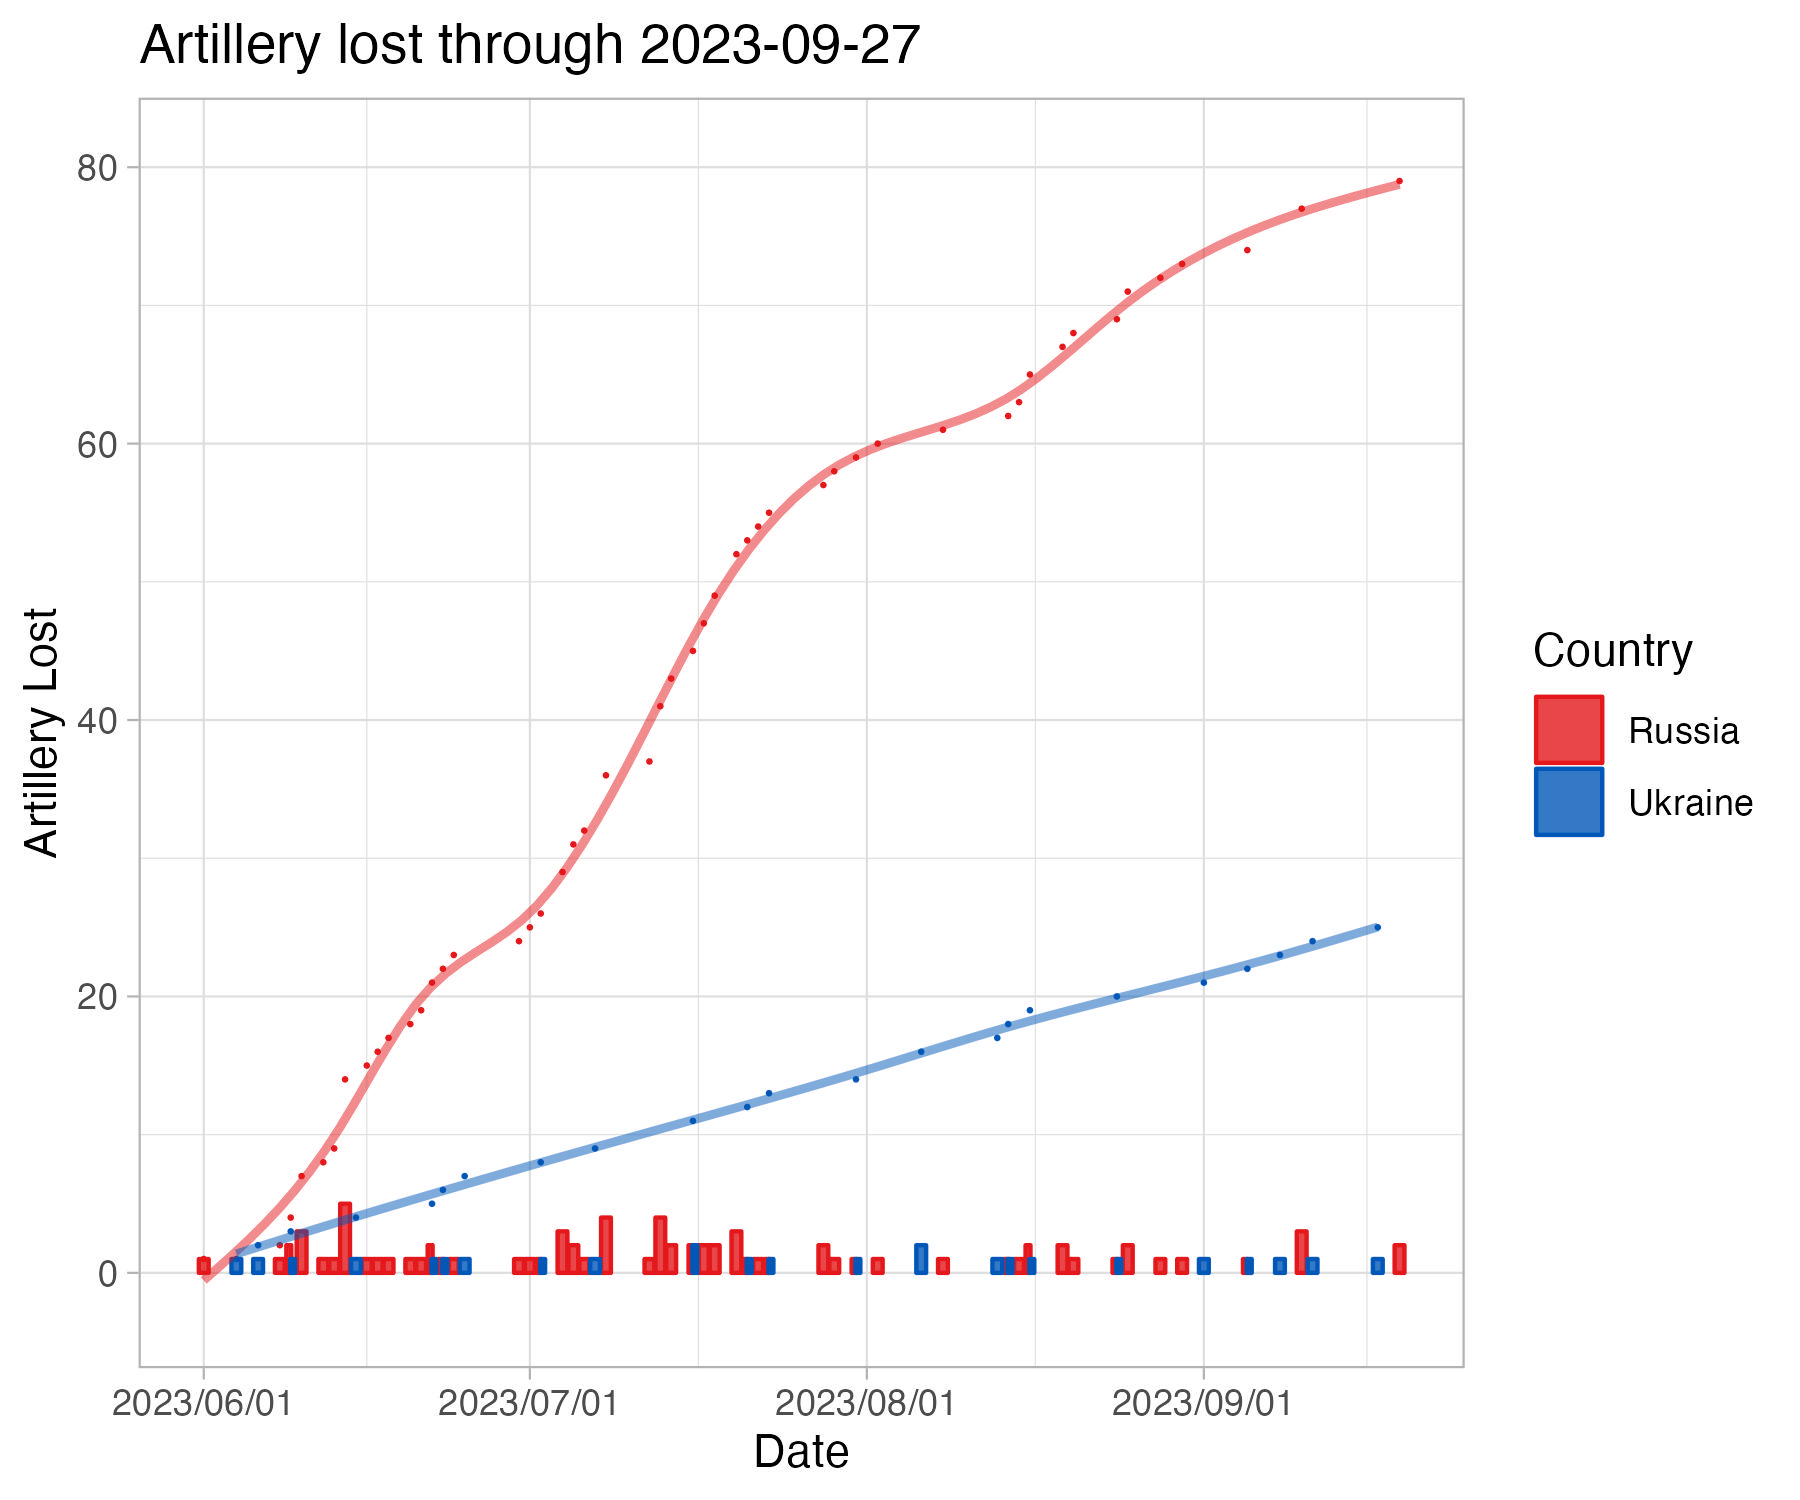 Artillery lost through 2023-09-27
Artillery Lost
80
60
40
20
0
2023/06/01
2023/07/01
2023/08/01
2023/09/01
Date
Country
Russia
Ukraine